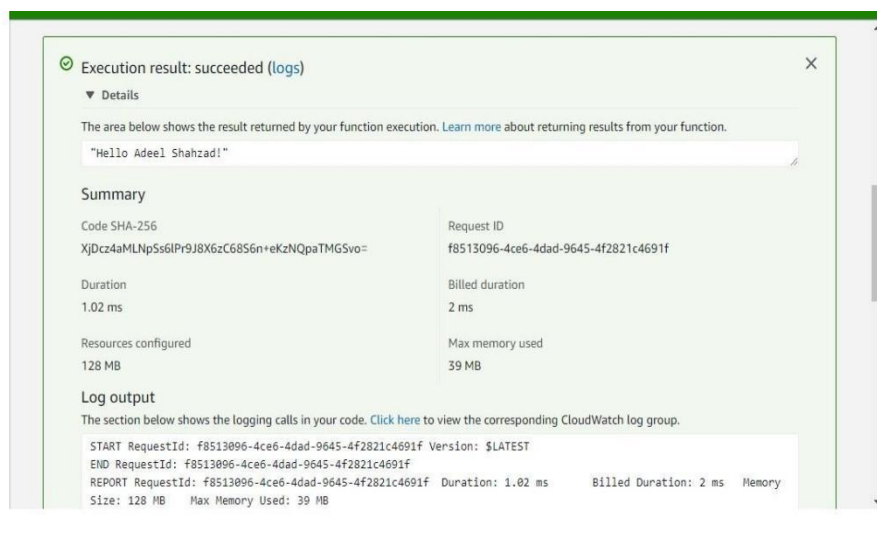 Execution result: succeeded (logs)
▼ Details
The area below shows the result returned by your function execution. Learn more about returning results from your function.
"Hello Adeel Shahzad!"
Summary
Code SHA-256
Request ID
XjDcz4aMLNpSs6IPr9J8X6zC68S6n+eKzNQpaTMGSvo=
f8513096-4ce6-4dad-9645-4f2821c4691f
Duration
Billed duration
1.02 ms
2 ms
Resources configured
Max memory used
128 MB
39 MB
Log output
The section below shows the logging calls in your code. Click here to view the corresponding CloudWatch log group.
START RequestId: f8513096-4ce6-4dad-9645-4f2821c4691f Version: $LATEST
END RequestId: f8513096-4ce6-4dad-9645-4f2821c4691f
REPORT RequestId: f8513096-4ce6-4dad-9645-4f2821c4691f Duration: 1.02 ms Billed Duration: 2 ms Memory
Size: 128 MB Max Memory Used: 39 MB